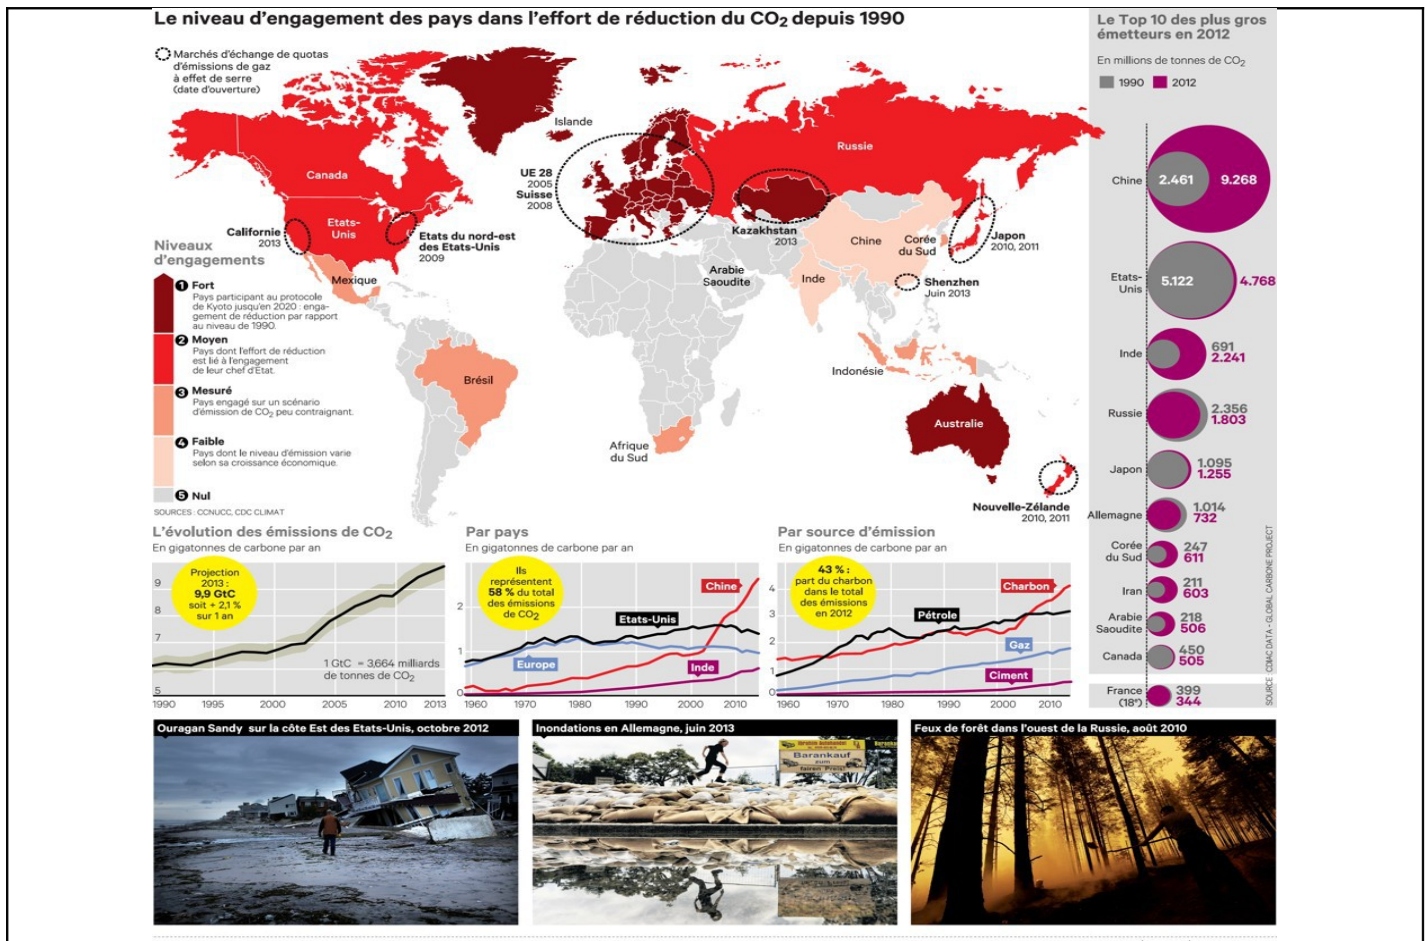 Le niveau d'engagement des pays dans l'effort de réduction du CO2 depuis 1990
Marchés d'échange de quotas
d'émissions de gaz
à effet de serre
(date d'ouverture)
Islande
Russie
Canada
UE 28
2005
Suisse
2008
Californie
2013
Etats-
Unis
Etats du nord-est
des Etats-Unis
2009
Kazakhstan
2013
Chine
Corée
du Sud
Japon
2010, 2011
Mexique
Arabie
Saoudite
Inde
Shenzhen
Juin 2013
Brésil
Indonésie
Afrique
du Sud
Australie
Nouvelle-Zélande
2010, 2011
Niveaux
d'engagements
1 Fort
Pays participant au protocole
de Kyoto jusqu'en 2020 : enga-
gement de réduction par rapport
au niveau de 1990.
2 Moyen
Pays dont l'effort de réduction
est lié à l'engagement
de leur chef d'Etat.
3 Mesuré
Pays engagé sur un scénario
d'émission de CO2 peu contraignant.
4 Faible
Pays dont le niveau d'émission varie
selon sa croissance économique.
5 Nul
SOURCES : CCNUCC, CDC CLIMAT
Le Top 10 des plus gros
émetteurs en 2012
En millions de tonnes de CO2
1990 2012
Chine 2.461 9.268
Etats-
Unis 5.122 4.768
Inde 691
2.241
Russie 2.356
1.803
Japon 1.095
1.255
Allemagne 1.014
732
Corée
du Sud 247
611
Iran 211
603
Arabie
Saoudite 218
506
Canada 450
505
France
(18e) 399
344
SOURCE : CDIAC DATA - GLOBAL CARBONE PROJECT
L'évolution des émissions de CO2
En gigatonnes de carbone par an
Projection
2013 :
9,9 GtC
soit + 2,1 %
sur 1 an
9
8
7
5
1 GtC = 3,664 milliards
de tonnes de CO2
1990 1995 2000 2005 2010 2013
Par pays
En gigatonnes de carbone par an
Ils
représentent
58 % du total
des émissions
de CO2
Chine
Etats-Unis
Europe
Inde
2
1
0
1960 1970 1980 1990 2000 2010
Par source d'émission
En gigatonnes de carbone par an
43 % :
part du charbon
dans le total
des émissions
en 2012
Charbon
Pétrole
Gaz
Ciment
4
3
2
1
0
1960 1970 1980 1990 2000 2010
Ouragan Sandy sur la côte Est des Etats-Unis, octobre 2012
Inondations en Allemagne, juin 2013
Barankauf
zum
fairen Preis!
Feux de forêt dans l'ouest de la Russie, août 2010